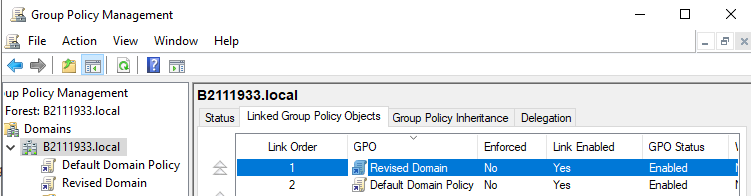 Group Policy Management
File Action View Window Help
up Policy Management
Forest: B2111933.local
Domains
B2111933.local
Default Domain Policy
Revised Domain
B2111933.local
Status Linked Group Policy Objects Group Policy Inheritance Delegation
Link Order GPO Enforced Link Enabled GPO Status
1 Revised Domain No Yes Enabled
2 Default Domain Policy No Yes Enabled